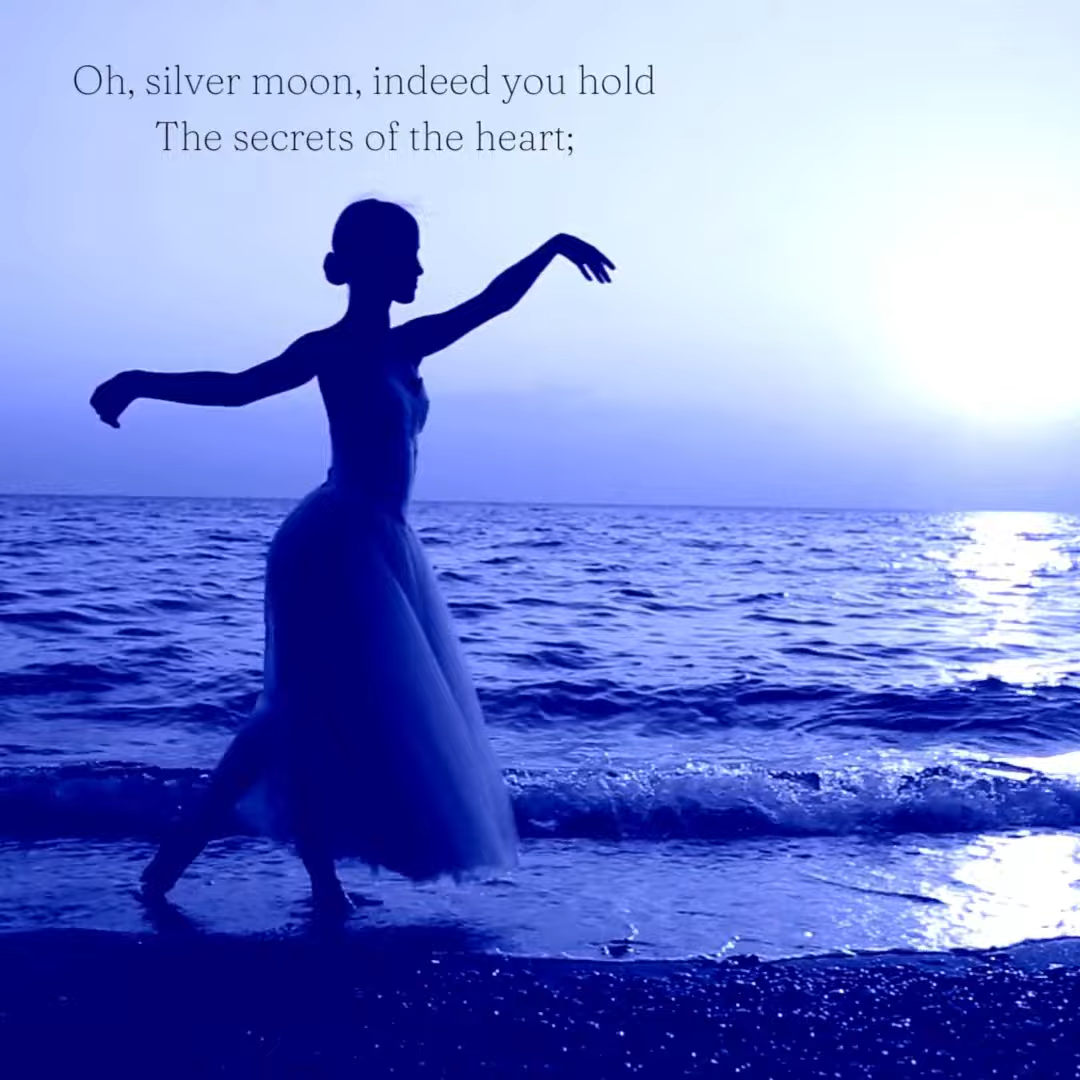 Oh, silver moon, indeed you hold
The secrets of the heart;